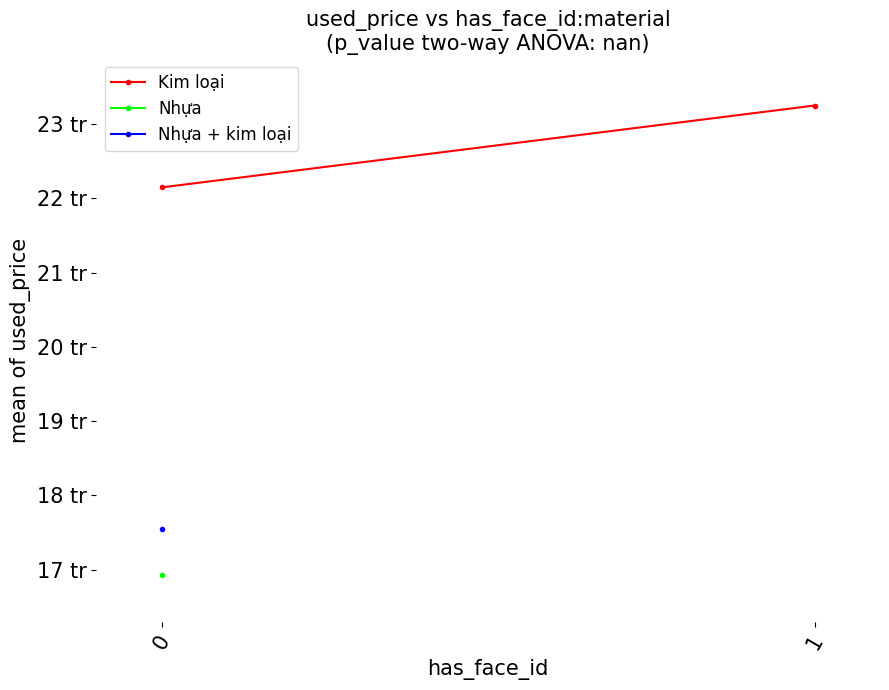 used_price vs has_face_id:material
(p_value two-way ANOVA: nan)
Kim loại
Nhựa
Nhựa + kim loại
23 tr
22 tr
21 tr
20 tr
19 tr
18 tr
17 tr
mean of used_price
0
1
has_face_id